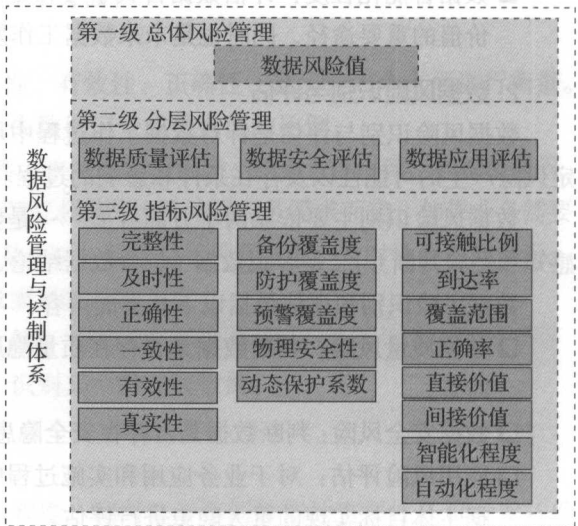 数据风险管理与控制体系
第一级 总体风险管理
数据风险值
第二级 分层风险管理
数据质量评估
数据安全评估
数据应用评估
第三级 指标风险管理
完整性
及时性
正确性
一致性
有效性
真实性
备份覆盖度
防护覆盖度
预警覆盖度
物理安全性
动态保护系数
可接触比例
到达率
覆盖范围
正确率
直接价值
间接价值
智能化程度
自动化程度